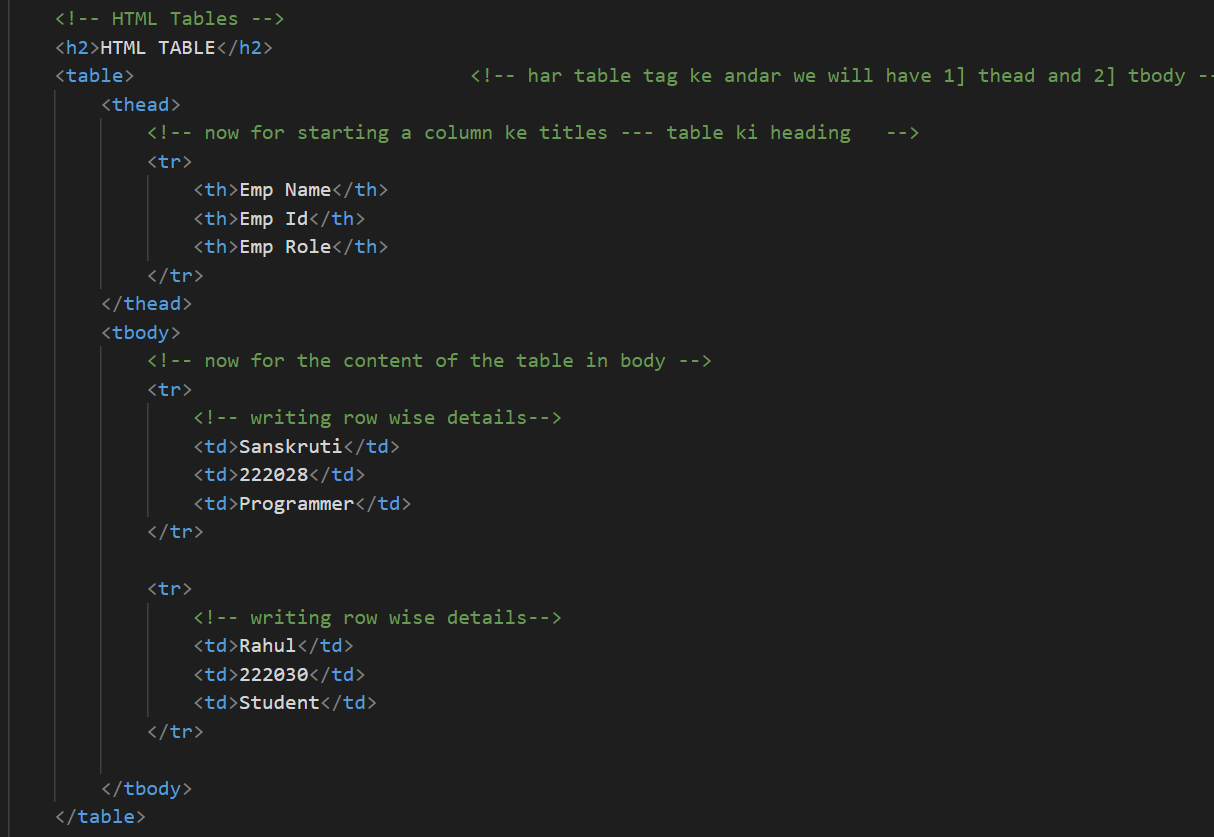 <!-- HTML Tables -->
<h2>HTML TABLE</h2>
<table>                             <!-- har table tag ke andar we will have 1] thead and 2] tbody --
    <thead>
        <!-- now for starting a column ke titles --- table ki heading   -->
        <tr>
            <th>Emp Name</th>
            <th>Emp Id</th>
            <th>Emp Role</th>
        </tr>
    </thead>
    <tbody>
        <!-- now for the content of the table in body -->
        <tr>
            <!-- writing row wise details-->
            <td>Sanskruti</td>
            <td>222028</td>
            <td>Programmer</td>
        </tr>

        <tr>
            <!-- writing row wise details-->
            <td>Rahul</td>
            <td>222030</td>
            <td>Student</td>
        </tr>

    </tbody>
</table>